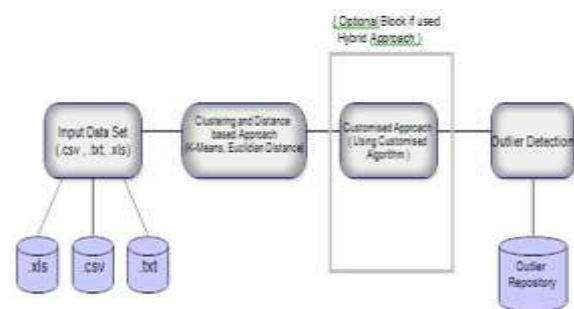 ( Optional Block if used
Hybrid Approach )
Input Data Set
(.csv , .txt, .xls)
Clustering and Distance
based Approach
(K-Means, Euclidian Distance)
Customised Approach
( Using Customised
Algorithm )
Outlier Detection
.xls
.csv
.txt
Outlier
Repository